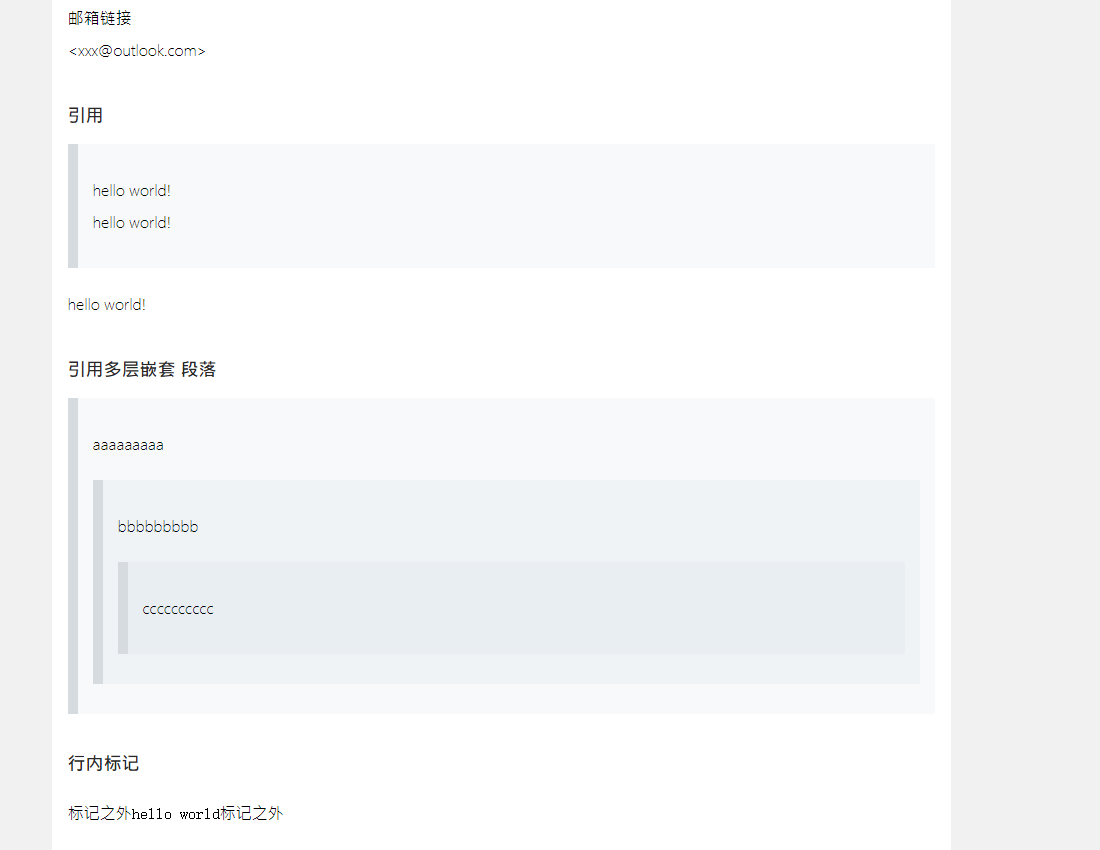 邮箱链接
<xxx@outlook.com>
引用
hello world!
hello world!
hello world!
引用多层嵌套 段落
aaaaaaaaa
bbbbbbbbb
cccccccccc
行内标记
标记之外hello world标记之外